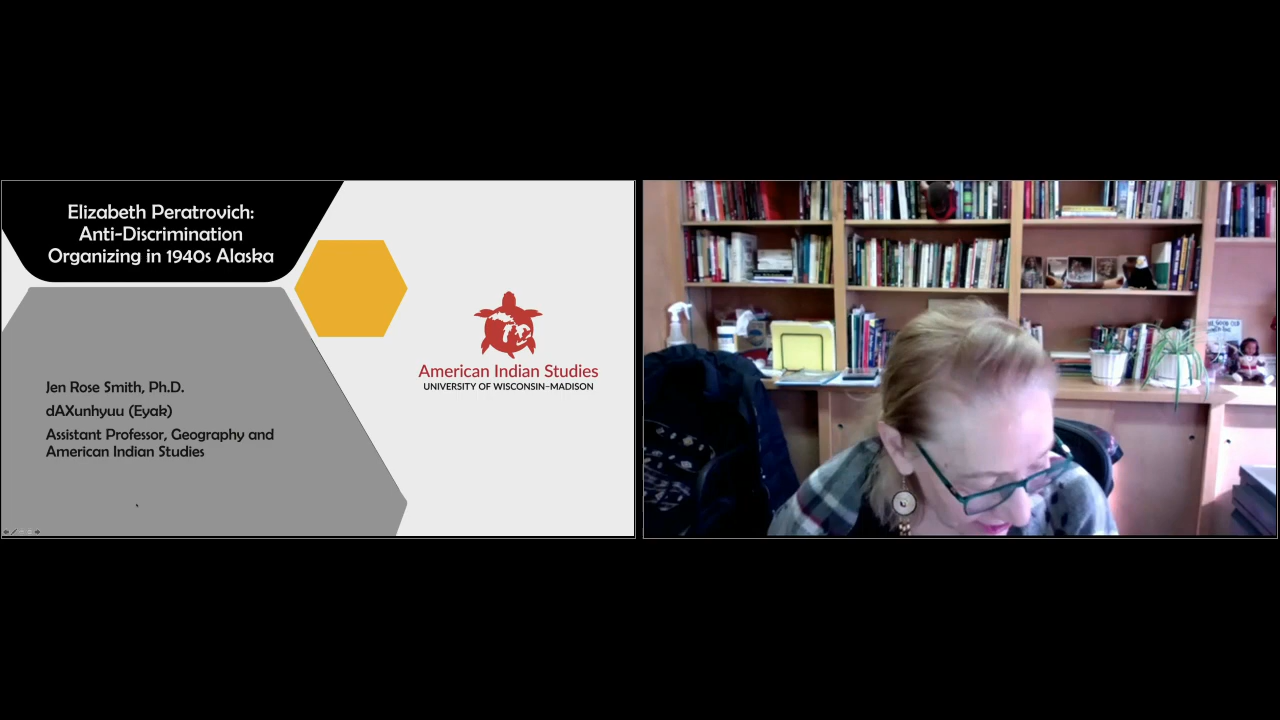 Elizabeth Peratrovich:
Anti-Discrimination
Organizing in 1940s Alaska
Jen Rose Smith, Ph.D.
dAXunhyuu (Eyak)
Assistant Professor, Geography and
American Indian Studies
American Indian Studies
UNIVERSITY OF WISCONSIN–MADISON